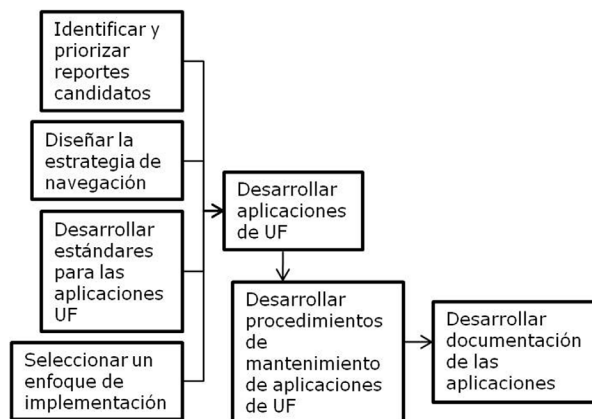 Identificar y
priorizar
reportes
candidatos
Diseñar la
estrategia de
navegación
Desarrollar
estándares
para las
aplicaciones
UF
Seleccionar un
enfoque de
implementación
Desarrollar
aplicaciones
de UF
Desarrollar
procedimientos
de
mantenimiento
de aplicaciones
de UF
Desarrollar
documentación
de las
aplicaciones